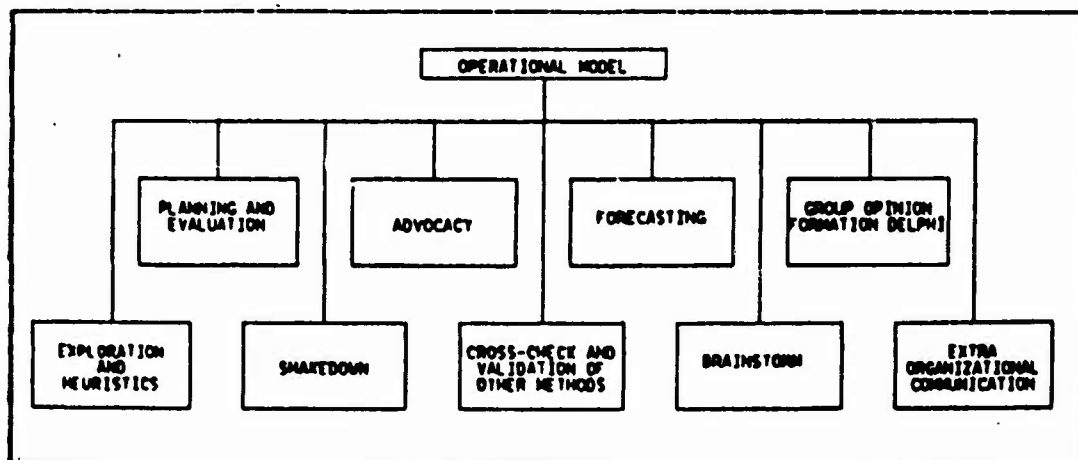 OPERATIONAL MODEL
PLANNING AND
EVALUATION
ADVOCACY
FORECASTING
GROUP OPINION
FORMATION DELPHI
EXPLORATION
AND
HEURISTICS
SHAKEDOWN
CROSS-CHECK AND
VALIDATION OF
OTHER METHODS
BRAINSTORM
EXTRA
ORGANIZATIONAL
COMMUNICATION